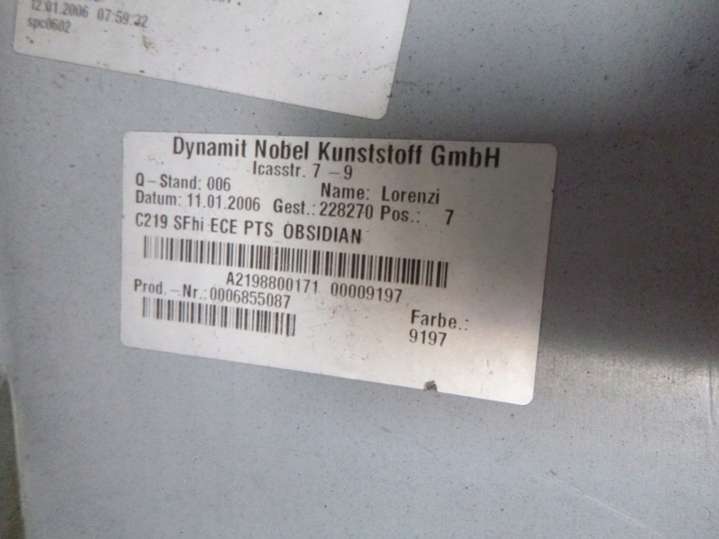 12.01.2006 07:59:22
spc0602
Dynamit Nobel Kunststoff GmbH
Icasstr. 7 – 9
Q – Stand: 006 Name: Lorenzi
Datum: 11.01.2006 Gest.: 228270 Pos.: 7
C219 SFhi ECE PTS OBSIDIAN
A2198800171 00009197
Prod. – Nr.: 0006855087
Farbe.:
9197